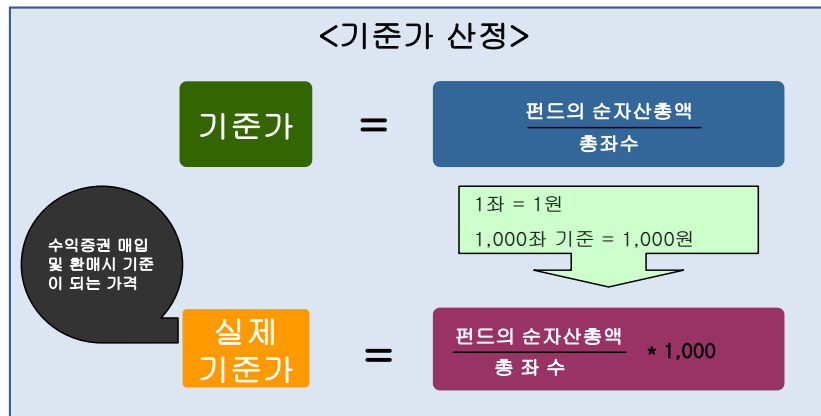 <기준가 산정>
기준가
=
펀드의 순자산총액
총좌수
1좌 = 1원
1,000좌 기준 = 1,000원
수익증권 매입
및 환매시 기준
이 되는 가격
실제
기준가
=
펀드의 순자산총액
총 좌 수
* 1,000